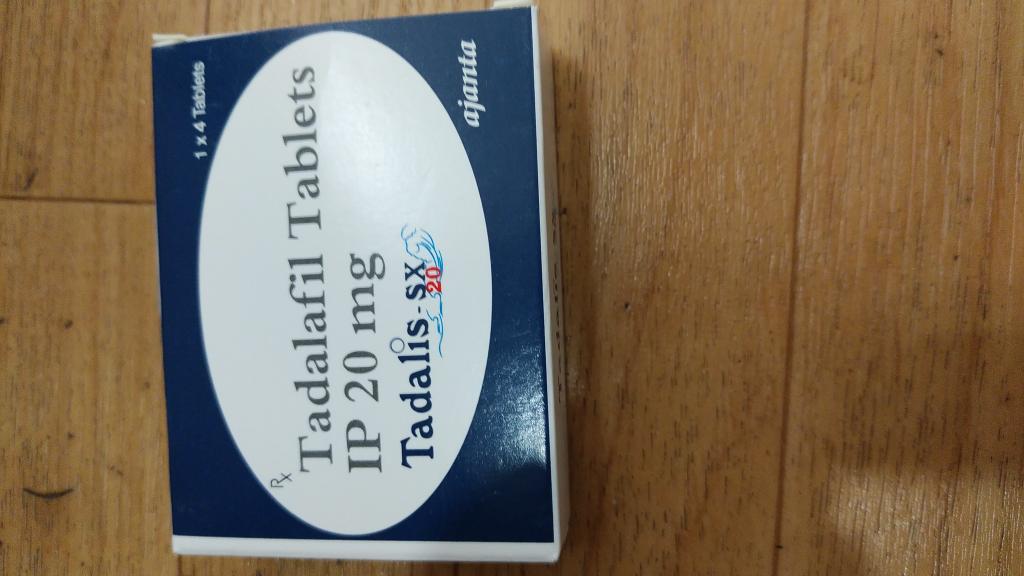 1 x 4 Tablets
Rx
Tadalafil Tablets
IP 20 mg
Tadalis-SX
20
ajanta